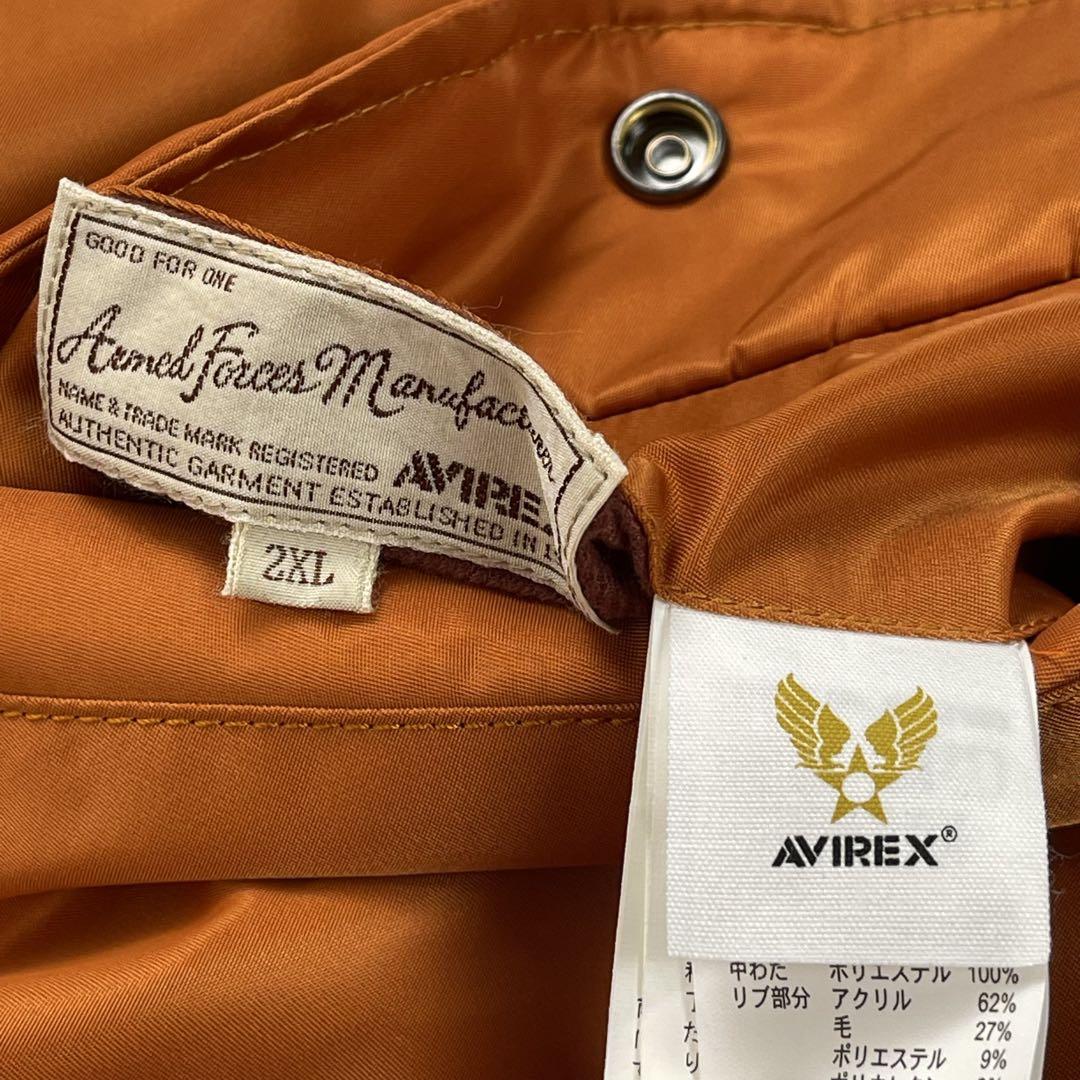 GOOD FOR ONE
Armed Forces Manufacturer
NAME & TRADE MARK REGISTERED
AVIREX
AUTHENTIC GARMENT ESTABLISHED IN
2XL
AVIREX®
中わた ポリエステル 100%
リブ部分 アクリル 62%
毛 27%
ポリエステル 9%